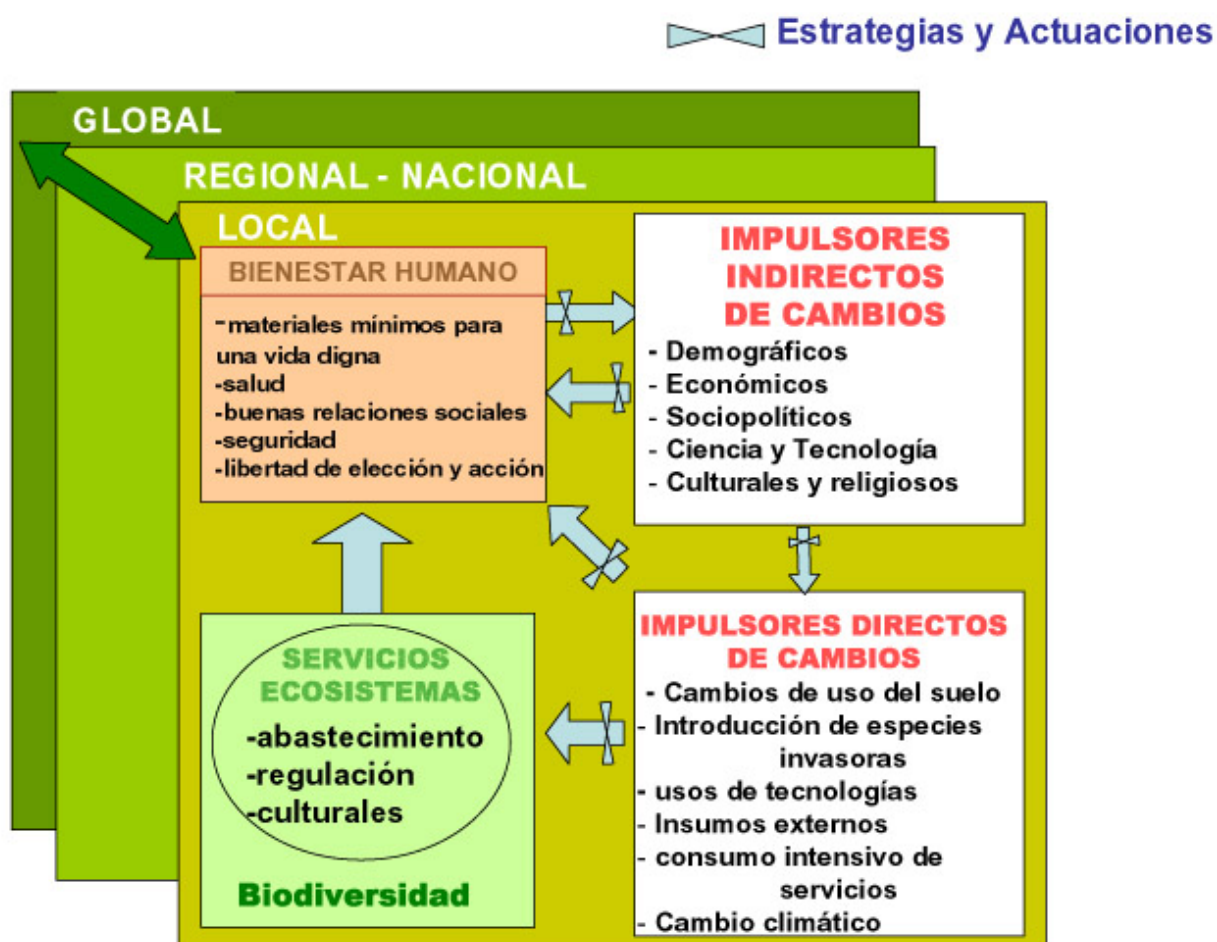 Estrategias y Actuaciones
GLOBAL
REGIONAL - NACIONAL
LOCAL
BIENESTAR HUMANO
-materiales mínimos para
una vida digna
-salud
-buenas relaciones sociales
-seguridad
-libertad de elección y acción
IMPULSORES
INDIRECTOS
DE CAMBIOS
- Demográficos
- Económicos
- Sociopolíticos
- Ciencia y Tecnología
- Culturales y religiosos
SERVICIOS
ECOSISTEMAS
-abastecimiento
-regulación
-culturales
Biodiversidad
IMPULSORES DIRECTOS
DE CAMBIOS
- Cambios de uso del suelo
- Introducción de especies
invasoras
- usos de tecnologías
- Insumos externos
- consumo intensivo de
servicios
- Cambio climático